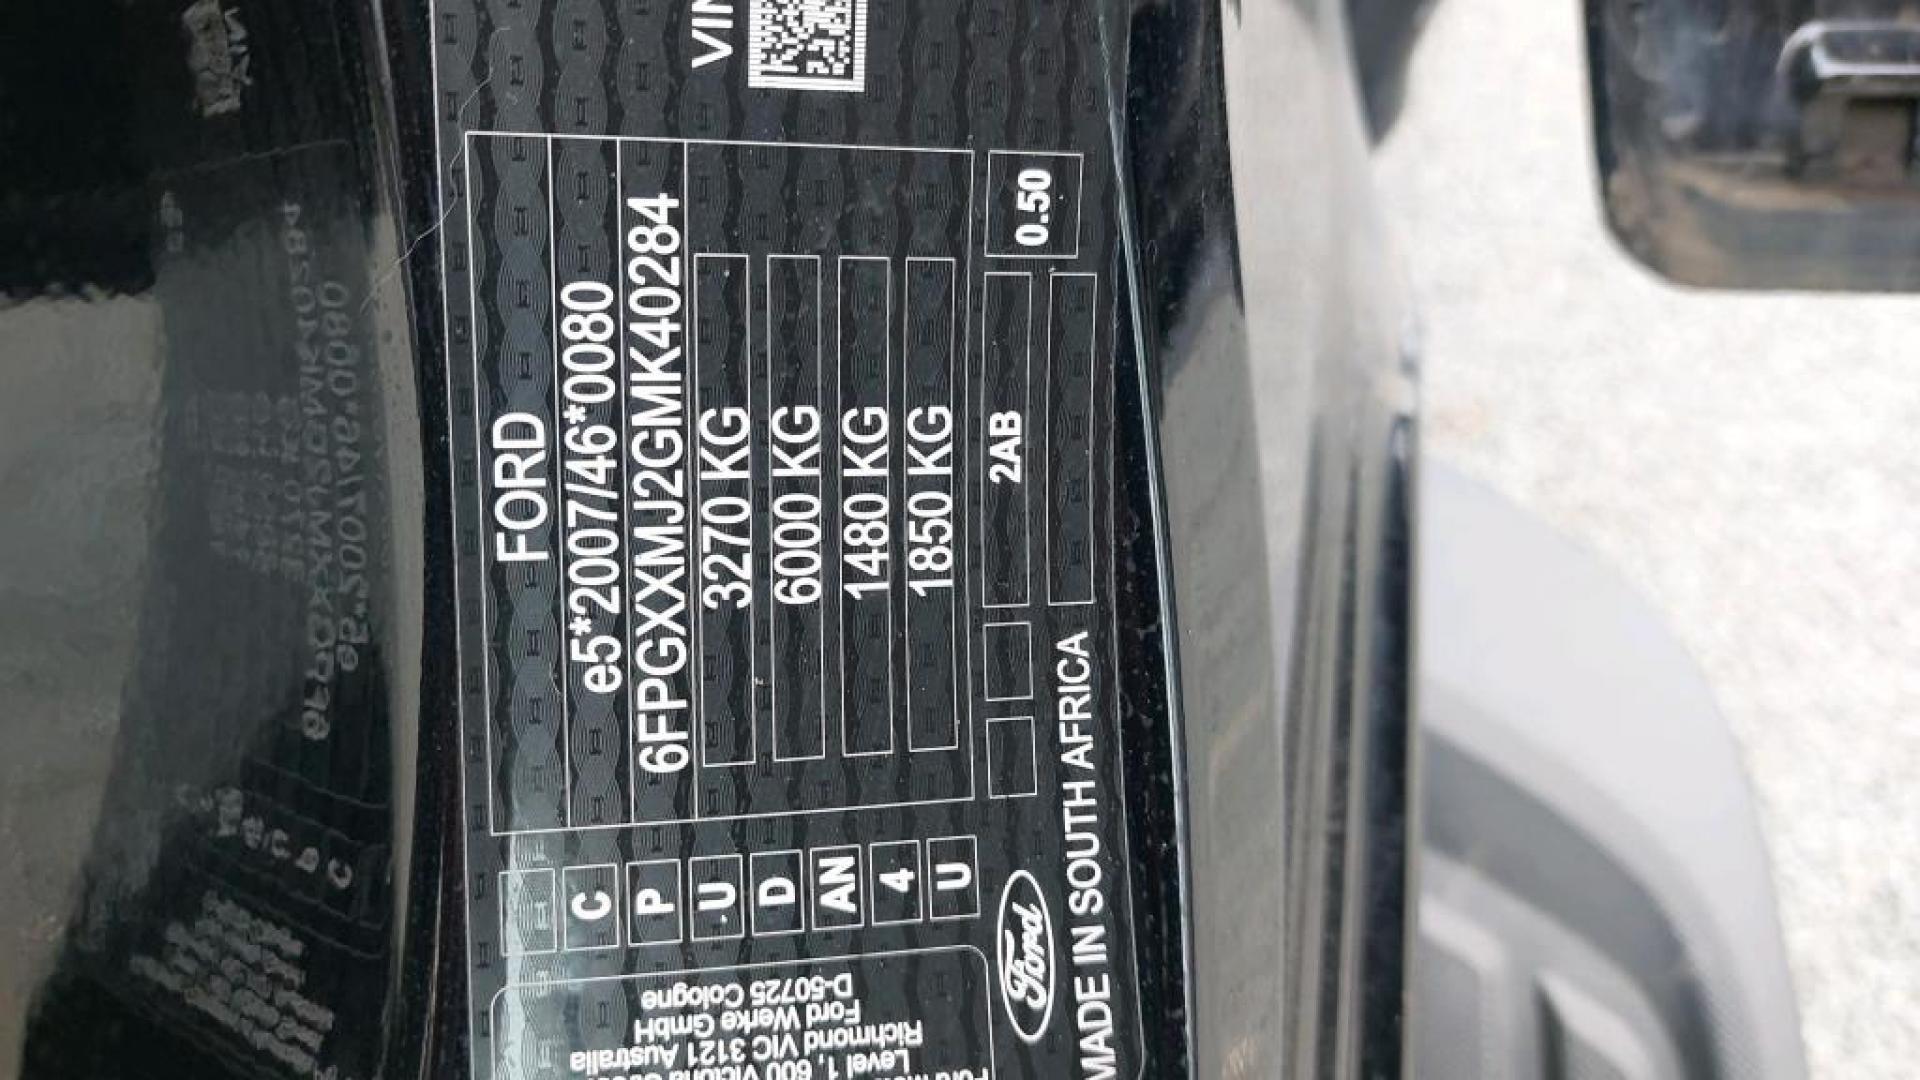 VIN
FORD
e5*2007/46*0080
6FPGXXMJ2GMK40284
3270 KG
6000 KG
1480 KG
1850 KG
C
P
U
D
AN
4
U
2AB
0.50
Ford
MADE IN SOUTH AFRICA
Level 1, 600 Victoria
Richmond VIC 3121 Australia
Ford Werke GmbH
D-50725 Cologne